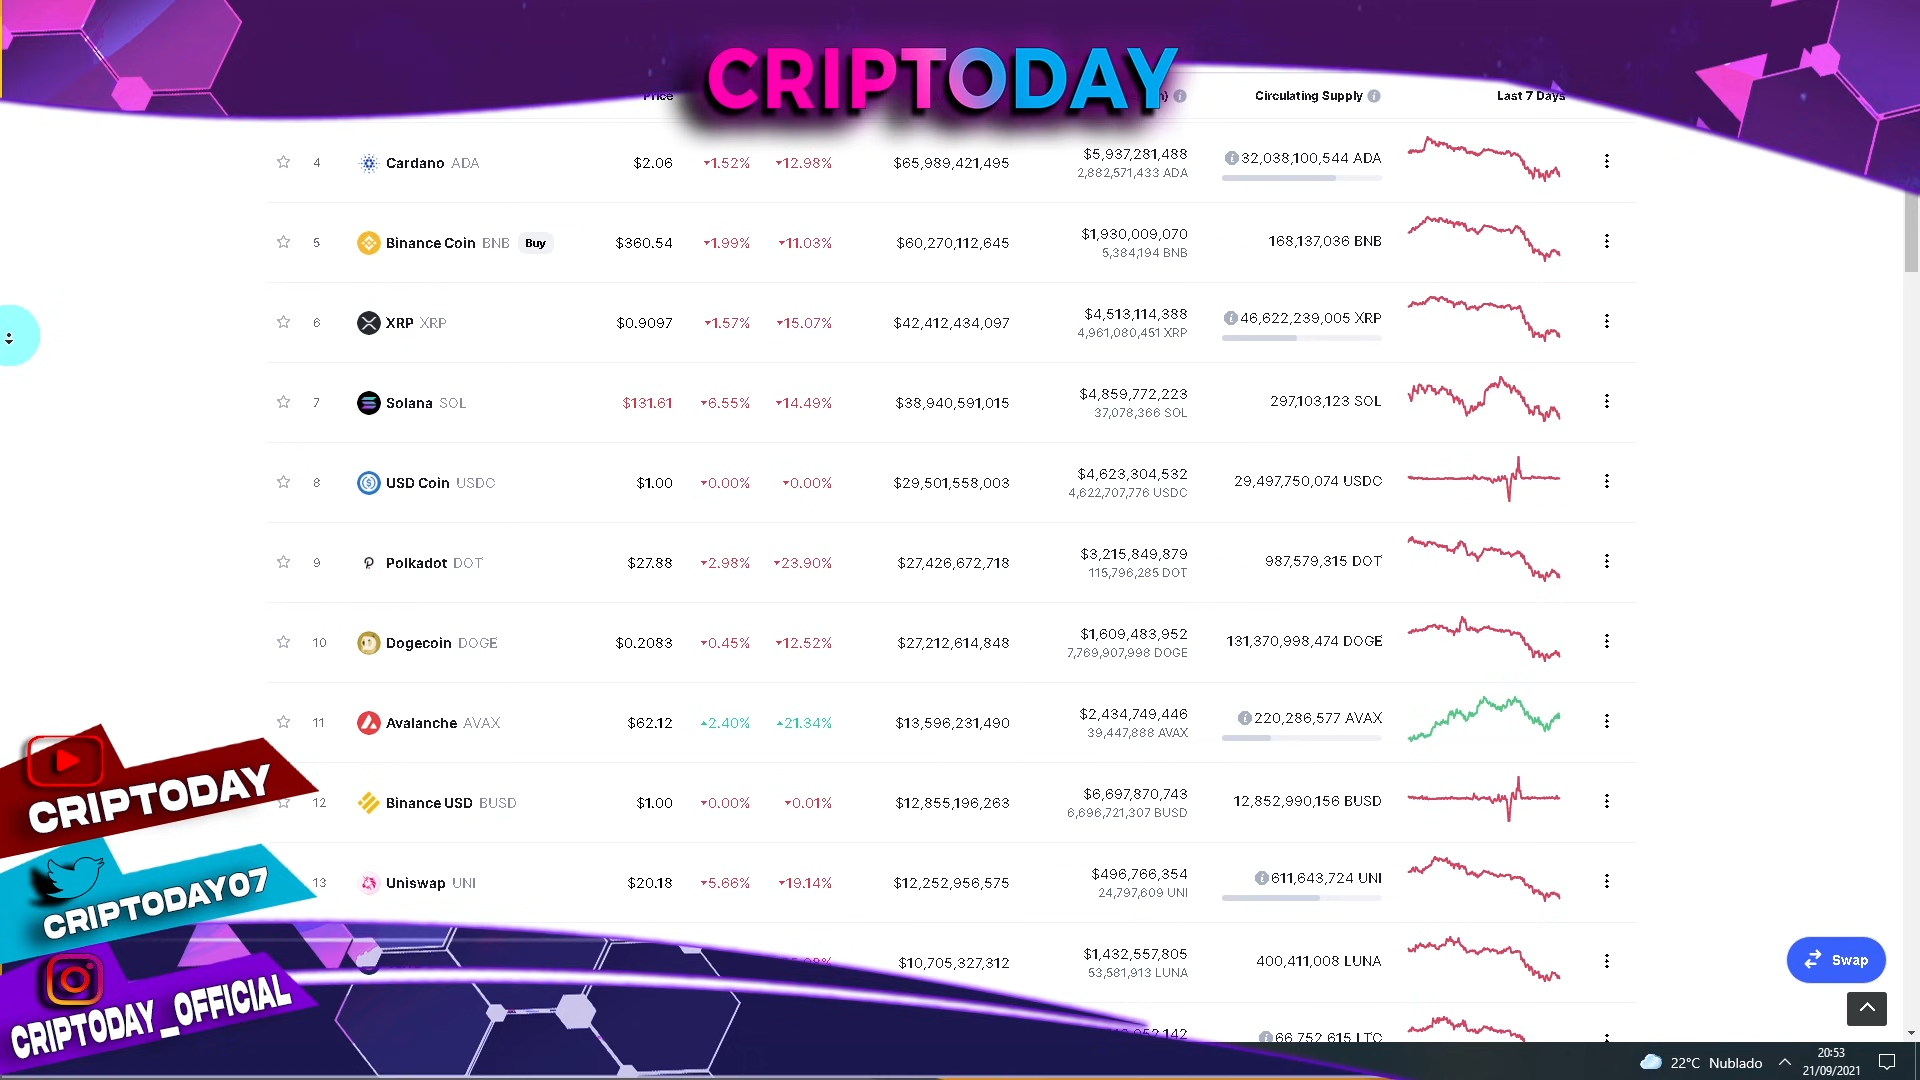 CRIPTODAY
Price Circulating Supply Last 7 Days
4 Cardano ADA $2.06 1.52% 12.98% $65,989,421,495 $5,937,281,488 32,038,100,544 ADA
2,882,571,433 ADA
5 Binance Coin BNB Buy $360.54 1.99% 11.03% $60,270,112,645 $1,930,009,070 168,137,036 BNB
5,384,194 BNB
6 XRP XRP $0.9097 1.57% 15.07% $42,412,434,097 $4,513,114,388 46,622,239,005 XRP
4,961,080,451 XRP
7 Solana SOL $131.61 6.55% 14.49% $38,940,591,015 $4,859,772,223 297,103,123 SOL
37,078,366 SOL
8 USD Coin USDC $1.00 0.00% 0.00% $29,501,558,003 $4,623,304,532 29,497,750,074 USDC
4,622,707,776 USDC
9 Polkadot DOT $27.88 2.98% 23.90% $27,426,672,718 $3,215,849,879 987,579,315 DOT
115,796,285 DOT
10 Dogecoin DOGE $0.2083 0.45% 12.52% $27,212,614,848 $1,609,483,952 131,370,998,474 DOGE
7,769,907,998 DOGE
11 Avalanche AVAX $62.12 2.40% 21.34% $13,596,231,490 $2,434,749,446 220,286,577 AVAX
39,447,888 AVAX
12 Binance USD BUSD $1.00 0.00% 0.01% $12,855,196,263 $6,697,870,743 12,852,990,156 BUSD
6,696,721,307 BUSD
13 Uniswap UNI $20.18 5.66% 19.14% $12,252,956,575 $496,766,354 611,643,724 UNI
24,797,609 UNI
$10,705,327,312 $1,432,557,805 400,411,008 LUNA
53,581,913 LUNA
66,752,615 LTC
CRIPTODAY
CRIPTODAY07
CRIPTODAY_OFFICIAL
Swap
22°C Nublado 20:53
21/09/2021